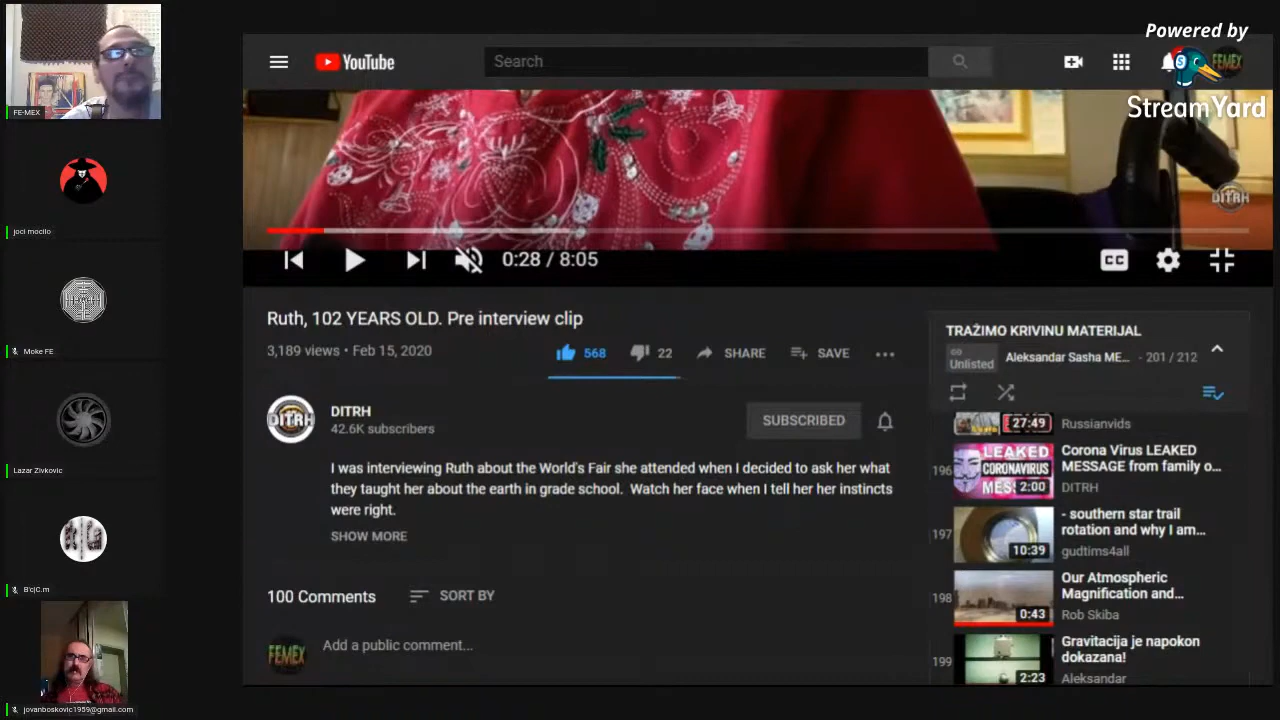 Powered by
StreamYard
YouTube
Search
FEMEX
FE-MEX
joci mocilo
Moke FE
Lazar Zivkovic
B'c|C.m
jovanboskovic1959@gmail.com
DITRH
0:28 / 8:05
CC
Ruth, 102 YEARS OLD. Pre interview clip
3,189 views • Feb 15, 2020
568
22
SHARE
SAVE
DITRH
DITRH
42.6K subscribers
SUBSCRIBED
I was interviewing Ruth about the World's Fair she attended when I decided to ask her what
they taught her about the earth in grade school. Watch her face when I tell her her instincts
were right.
SHOW MORE
100 Comments
SORT BY
FEMEX
Add a public comment...
TRAŽIMO KRIVINU MATERIJAL
Unlisted
Aleksandar Sasha ME... - 201 / 212
27:49
Russianvids
196
LEAKED
CORONAVIRUS
MES
2:00
Corona Virus LEAKED
MESSAGE from family o...
DITRH
197
10:39
- southern star trail
rotation and why I am...
gudtims4all
198
0:43
Our Atmospheric
Magnification and...
Rob Skiba
199
2:23
Gravitacija je napokon
dokazana!
Aleksandar